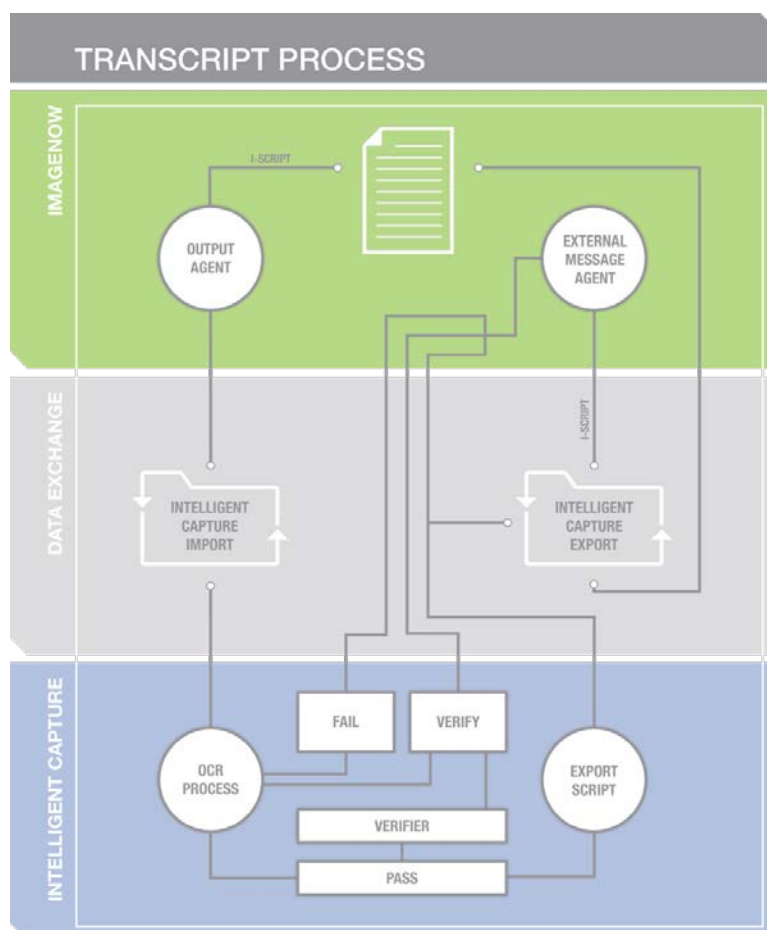 TRANSCRIPT PROCESS
IMAGENOW
I-SCRIPT
OUTPUT
AGENT
EXTERNAL
MESSAGE
AGENT
DATA EXCHANGE
I-SCRIPT
INTELLIGENT
CAPTURE
IMPORT
INTELLIGENT
CAPTURE
EXPORT
INTELLIGENT CAPTURE
FAIL
VERIFY
OCR
PROCESS
EXPORT
SCRIPT
VERIFIER
PASS